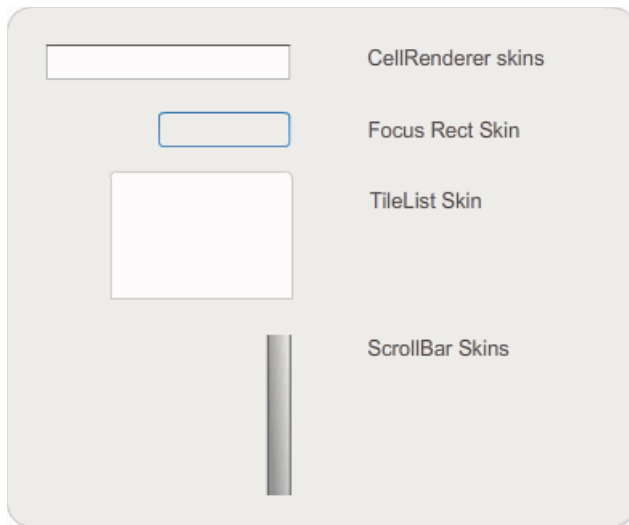 CellRenderer skins
Focus Rect Skin
TileList Skin
ScrollBar Skins